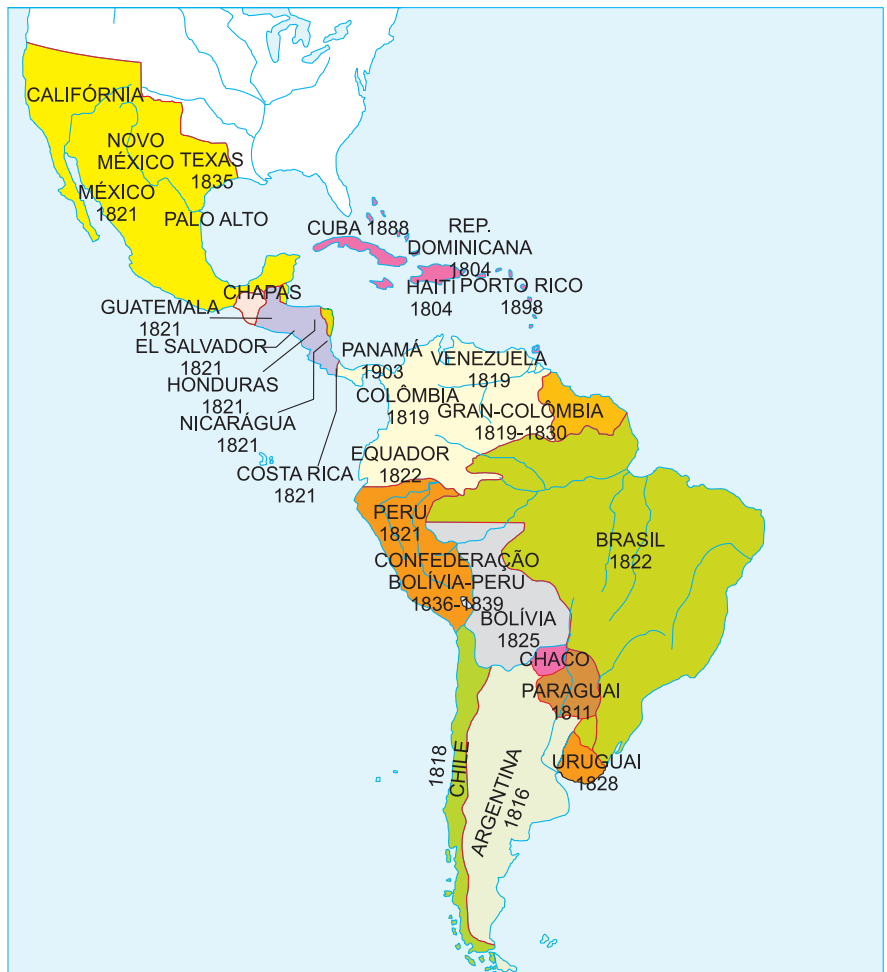 CALIFÓRNIA
NOVO
MÉXICO
TEXAS
1835
MÉXICO
1821
PALO ALTO
CUBA 1888
REP.
DOMINICANA
1804
HAITI
1804
PORTO RICO
1898
CHAPAS
GUATEMALA
1821
EL SALVADOR
1821
HONDURAS
1821
NICARÁGUA
1821
COSTA RICA
1821
PANAMÁ
1903
VENEZUELA
1819
COLÔMBIA
1819
GRAN-COLÔMBIA
1819-1830
EQUADOR
1822
PERU
1821
BRASIL
1822
CONFEDERAÇÃO
BOLÍVIA-PERU
1836-1839
BOLÍVIA
1825
CHACO
PARAGUAI
1811
URUGUAI
1828
CHILE
1818
ARGENTINA
1816